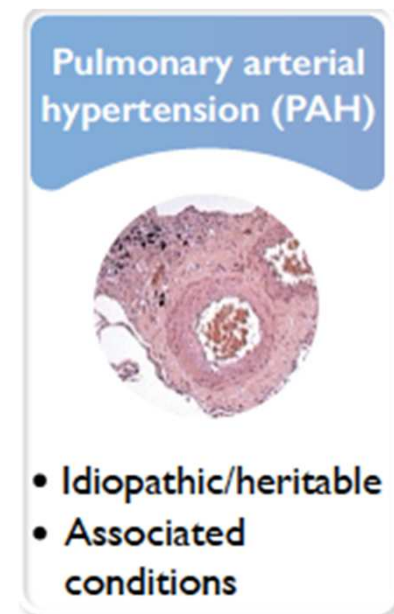 Pulmonary arterial
hypertension (PAH)
• Idiopathic/heritable
• Associated
conditions